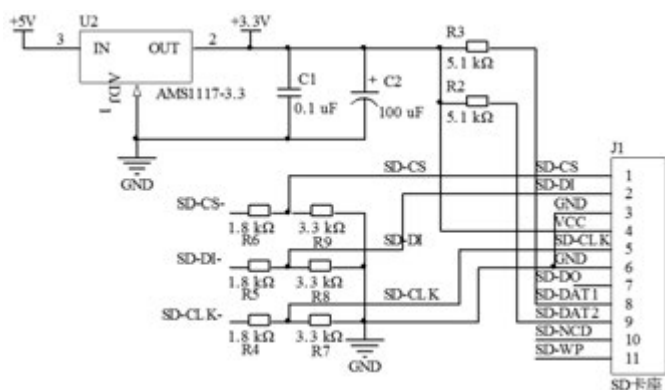 +5V
U2
+3.3V
3
IN
OUT
2
ADJ
1
AMS1117-3.3
GND
C1
0.1 uF
+
C2
100 uF
R3
5.1 kΩ
R2
5.1 kΩ
J1
SD-CS
SD-CS
1
SD-DI
2
GND
3
VCC
4
SD-CLK
5
GND
6
SD-DO
7
SD-DAT1
8
SD-DAT2
9
SD-NCD
10
SD-WP
11
SD卡座
SD-CS-
1.8 kΩ
R6
3.3 kΩ
R9
SD-DI
SD-DI-
1.8 kΩ
R5
3.3 kΩ
R8
SD-CLK
SD-CLK-
1.8 kΩ
R4
3.3 kΩ
R7
GND